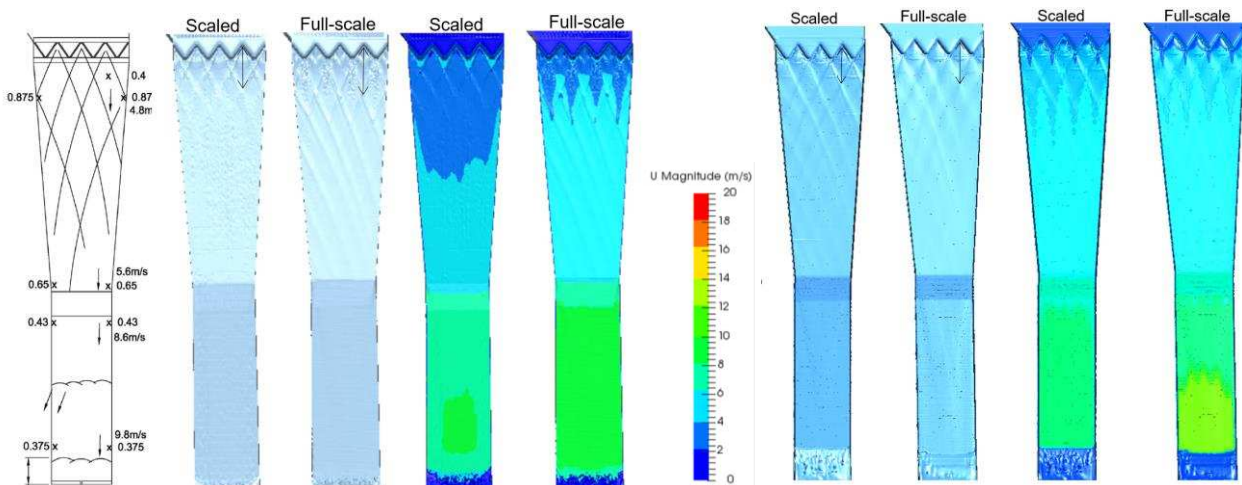 Scaled Full-scale Scaled Full-scale
Scaled Full-scale Scaled Full-scale
x 0.4
0.875 x x 0.87
4.8m/
U Magnitude (m/s)
20
18
16
14
12
10
8
6
4
2
0
5.6m/s
0.65 x x 0.65
0.43 x x 0.43
8.6m/s
9.8m/s
0.375 x x 0.375